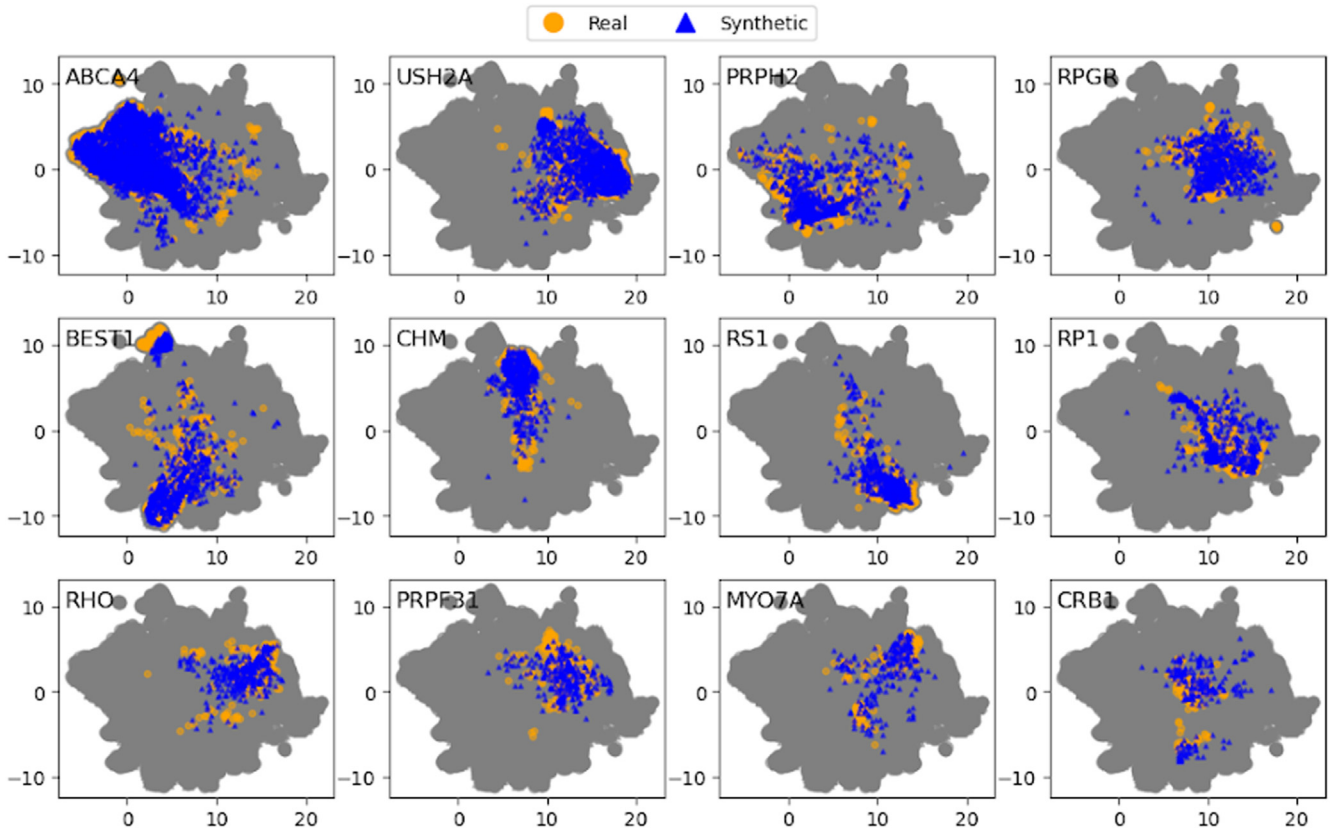 Real Synthetic
ABCA4 USH2A PRPH2 RPGR
10 10 10 10
0 0 0 0
−10 −10 −10 −10
0 10 20 0 10 20 0 10 20 0 10 20
BEST1 CHM RS1 RP1
10 10 10 10
0 0 0 0
−10 −10 −10 −10
0 10 20 0 10 20 0 10 20 0 10 20
RHO PRPF31 MYO7A CRB1
10 10 10 10
0 0 0 0
−10 −10 −10 −10
0 10 20 0 10 20 0 10 20 0 10 20